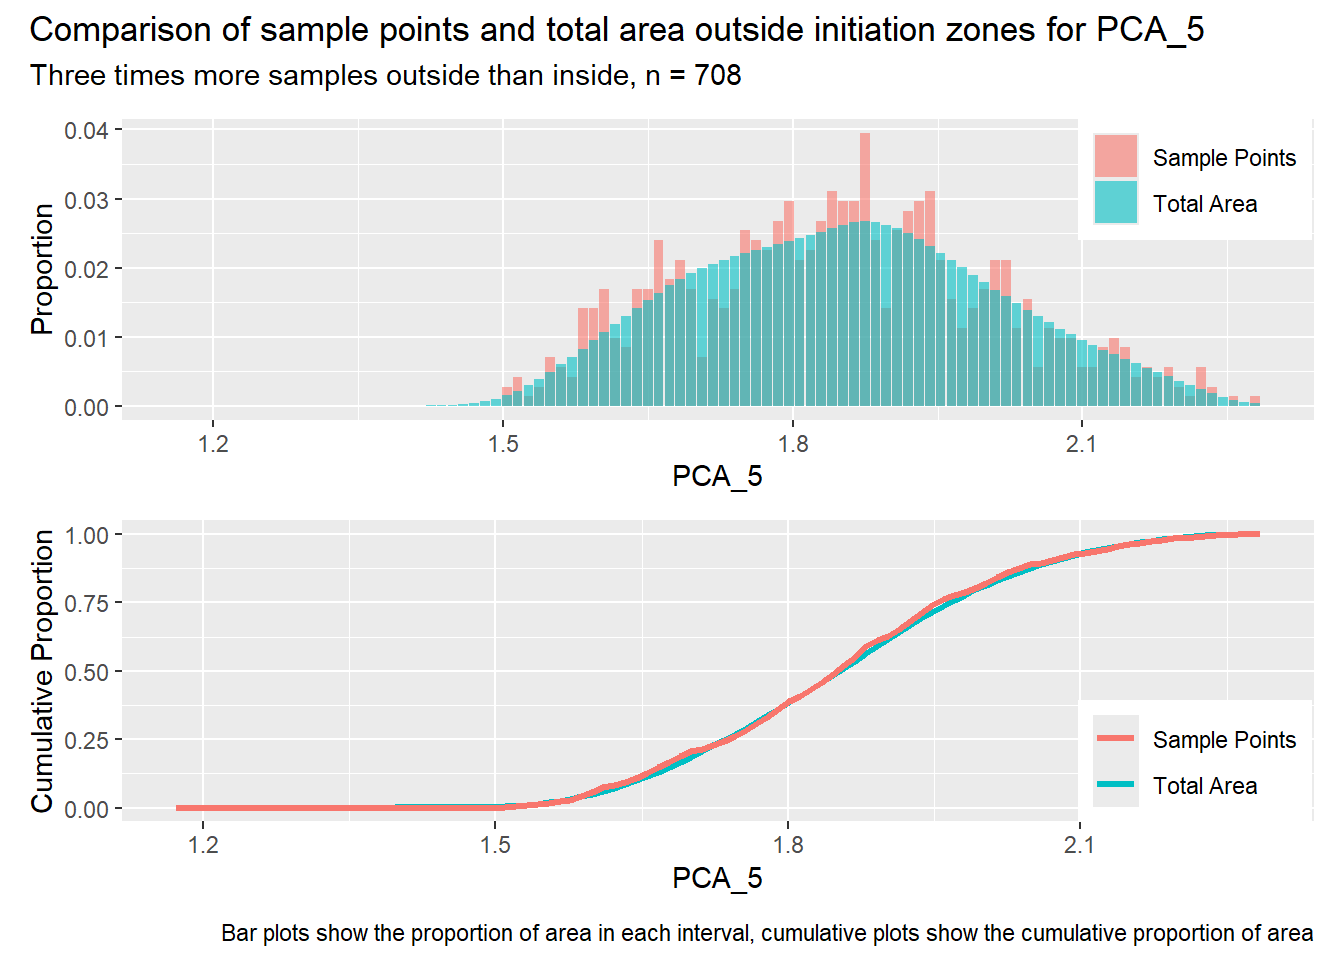 Comparison of sample points and total area outside initiation zones for PCA_5
Three times more samples outside than inside, n = 708
0.04
0.03
0.02
0.01
0.00
Proportion
Sample Points
Total Area
1.2
1.5
1.8
2.1
PCA_5
1.00
0.75
0.50
0.25
0.00
Cumulative Proportion
Sample Points
Total Area
1.2
1.5
1.8
2.1
PCA_5
Bar plots show the proportion of area in each interval, cumulative plots show the cumulative proportion of area